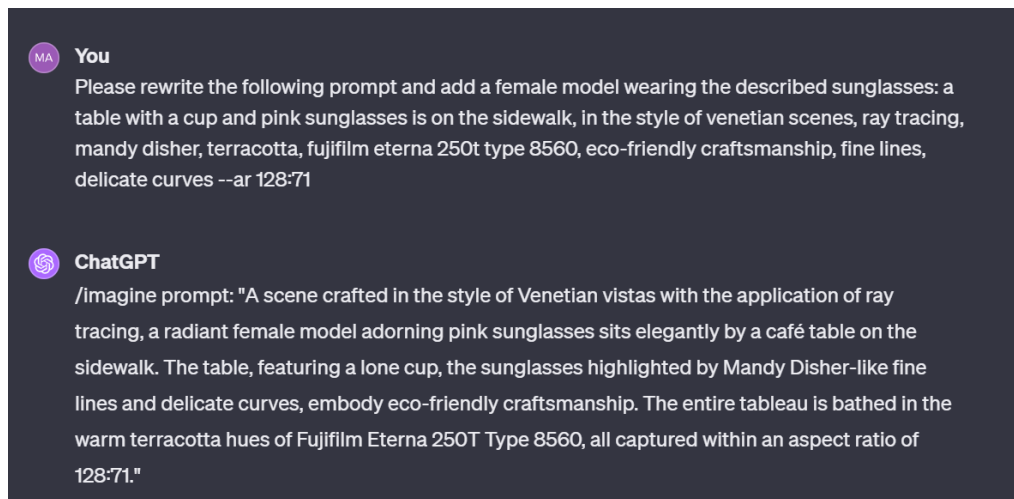 MA
You
Please rewrite the following prompt and add a female model wearing the described sunglasses: a
table with a cup and pink sunglasses is on the sidewalk, in the style of venetian scenes, ray tracing,
mandy disher, terracotta, fujifilm eterna 250t type 8560, eco-friendly craftsmanship, fine lines,
delicate curves --ar 128:71
ChatGPT
/imagine prompt: "A scene crafted in the style of Venetian vistas with the application of ray
tracing, a radiant female model adorning pink sunglasses sits elegantly by a café table on the
sidewalk. The table, featuring a lone cup, the sunglasses highlighted by Mandy Disher-like fine
lines and delicate curves, embody eco-friendly craftsmanship. The entire tableau is bathed in the
warm terracotta hues of Fujifilm Eterna 250T Type 8560, all captured within an aspect ratio of
128:71."